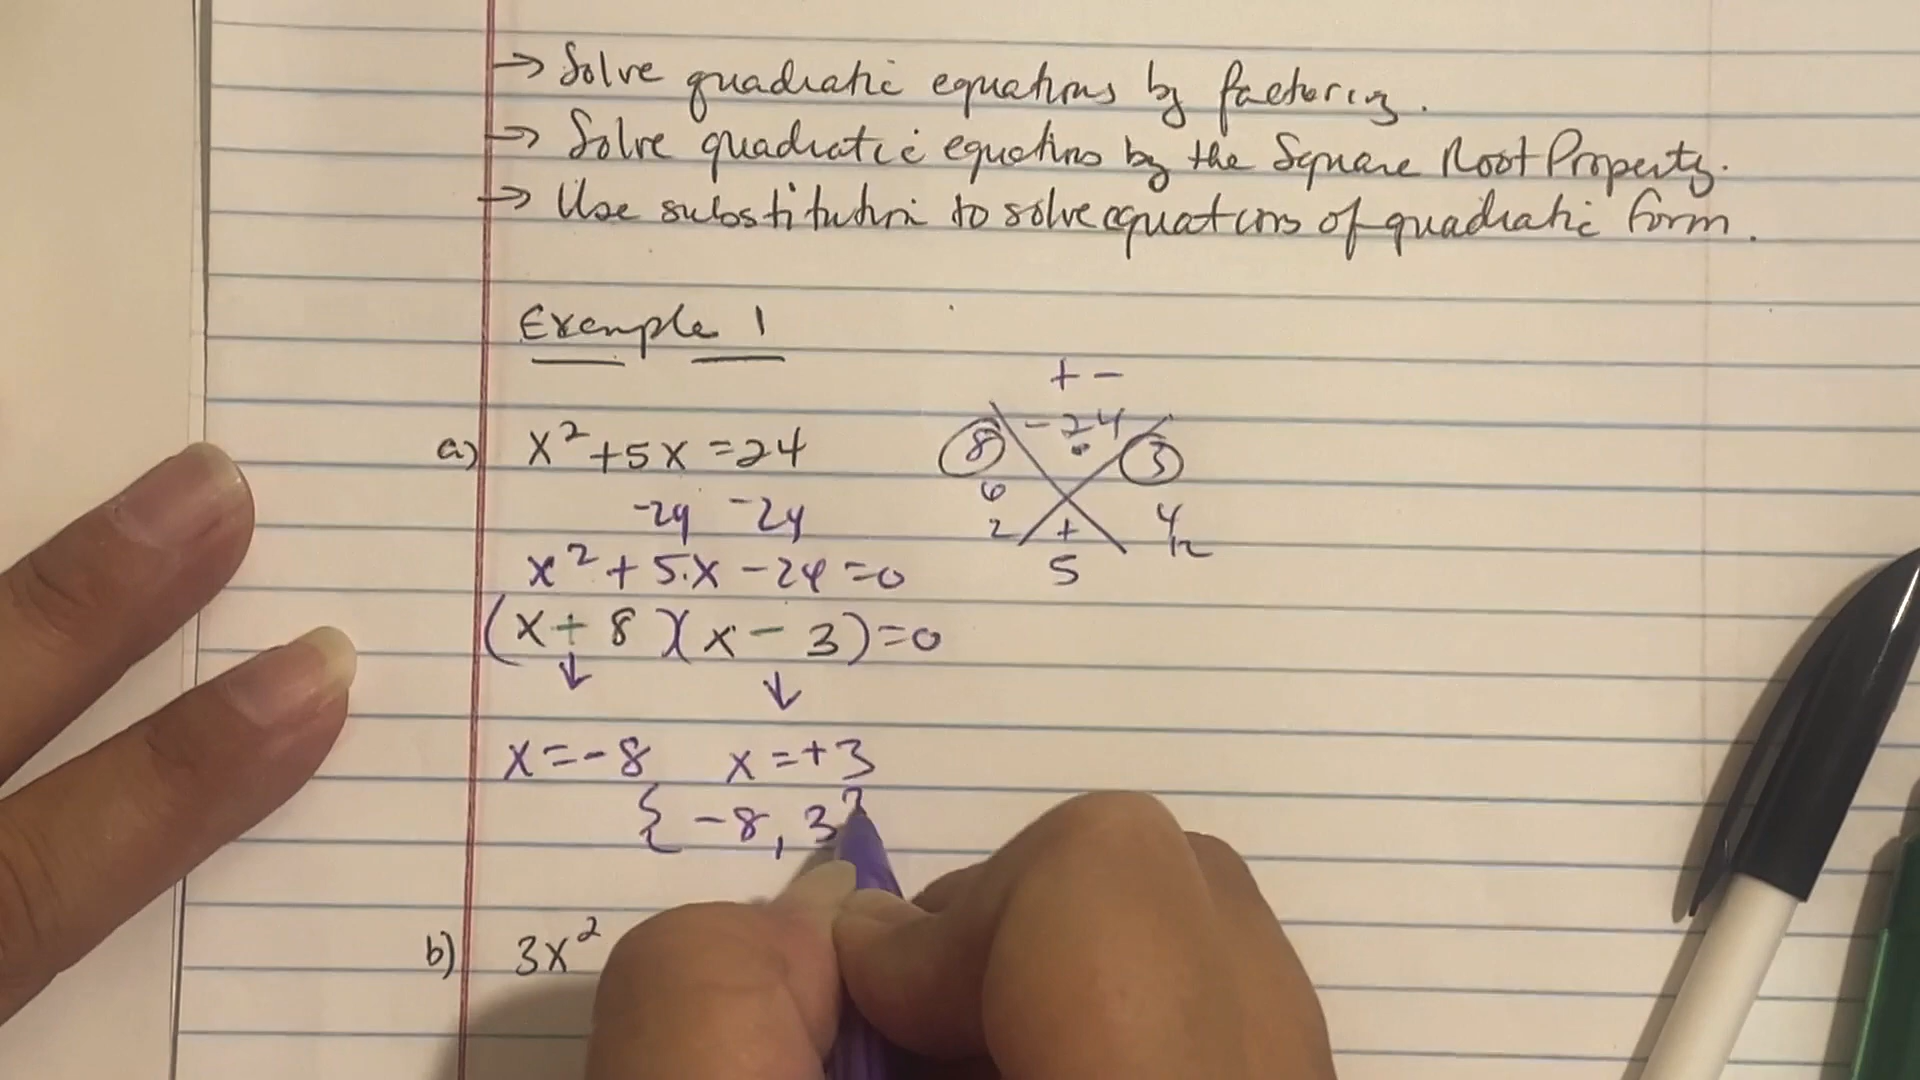 → Solve quadratic equations by factoring.
→ Solve quadratic equations by the Square Root Property.
→ Use substitution to solve equations of quadratic form.
Example 1
+ -
a) x² + 5x = 24
-24 -24
x² + 5x - 24 = 0
(x + 8)(x - 3) = 0
↓ ↓
x = -8 x = +3
{ -8, 3 }
-24
8 3
6 4
2 12
+
5
b) 3x²